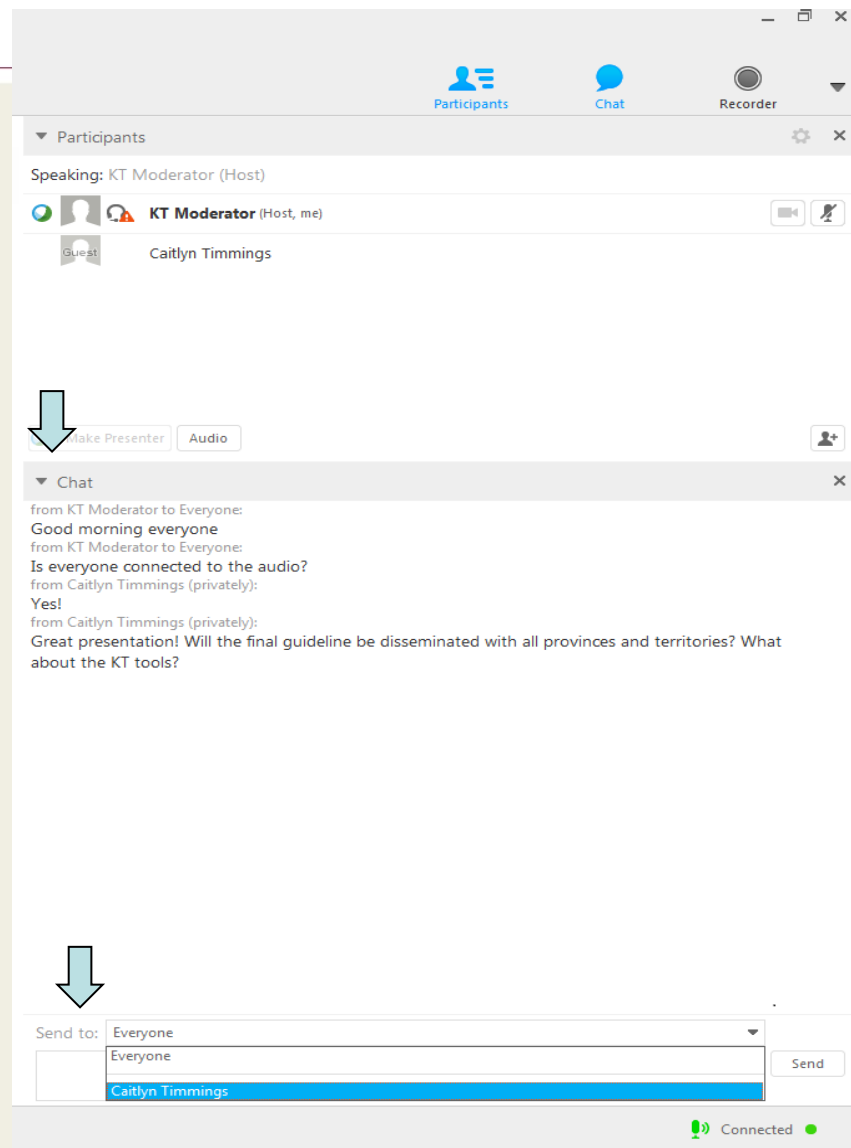 Participants Chat Recorder
Participants
Speaking: KT Moderator (Host)
KT Moderator (Host, me)
Guest Caitlyn Timmings
Make Presenter Audio
Chat
from KT Moderator to Everyone:
Good morning everyone
from KT Moderator to Everyone:
Is everyone connected to the audio?
from Caitlyn Timmings (privately):
Yes!
from Caitlyn Timmings (privately):
Great presentation! Will the final guideline be disseminated with all provinces and territories? What
about the KT tools?
Send to: Everyone
Everyone
Send
Caitlyn Timmings
Connected